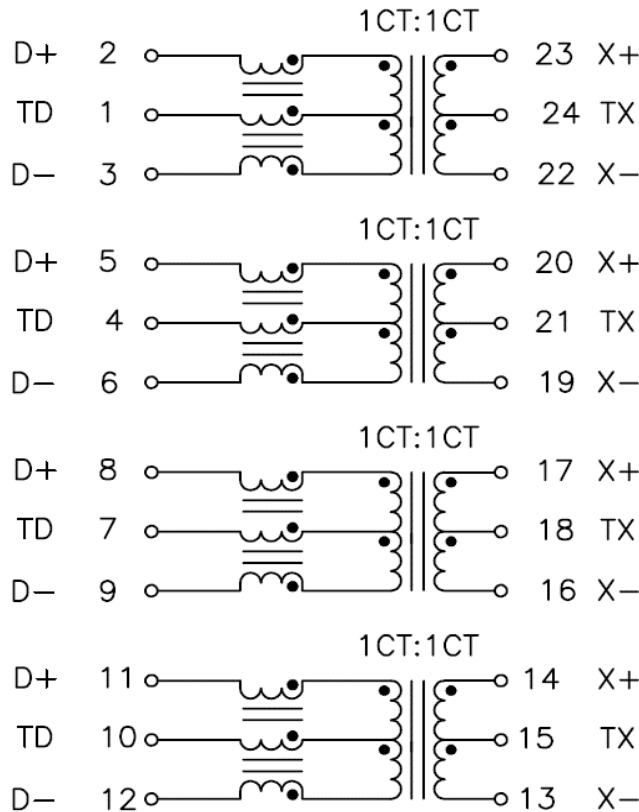 1CT:1CT
D+ 2 23 X+
TD 1 24 TX
D− 3 22 X−
1CT:1CT
D+ 5 20 X+
TD 4 21 TX
D− 6 19 X−
1CT:1CT
D+ 8 17 X+
TD 7 18 TX
D− 9 16 X−
1CT:1CT
D+ 11 14 X+
TD 10 15 TX
D− 12 13 X−